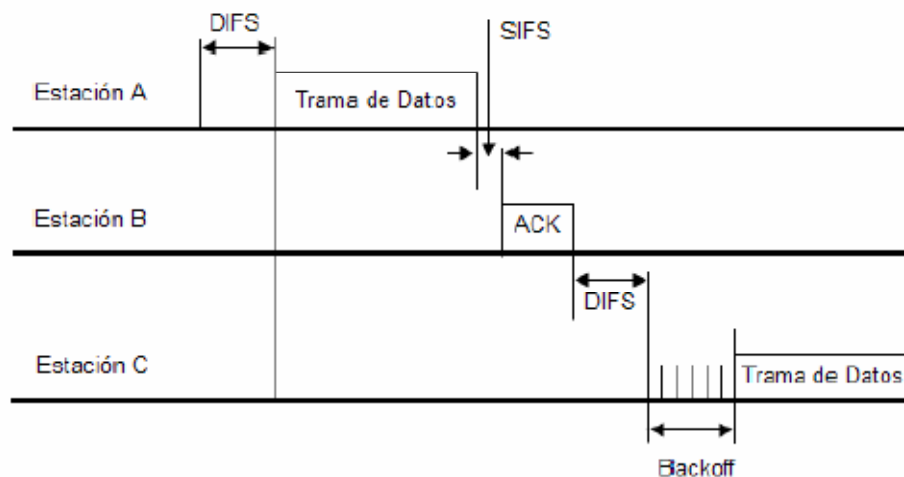 DIFS
SIFS
Estación A
Trama de Datos
Estación B
ACK
DIFS
Estación C
Trama de Datos
Backoff